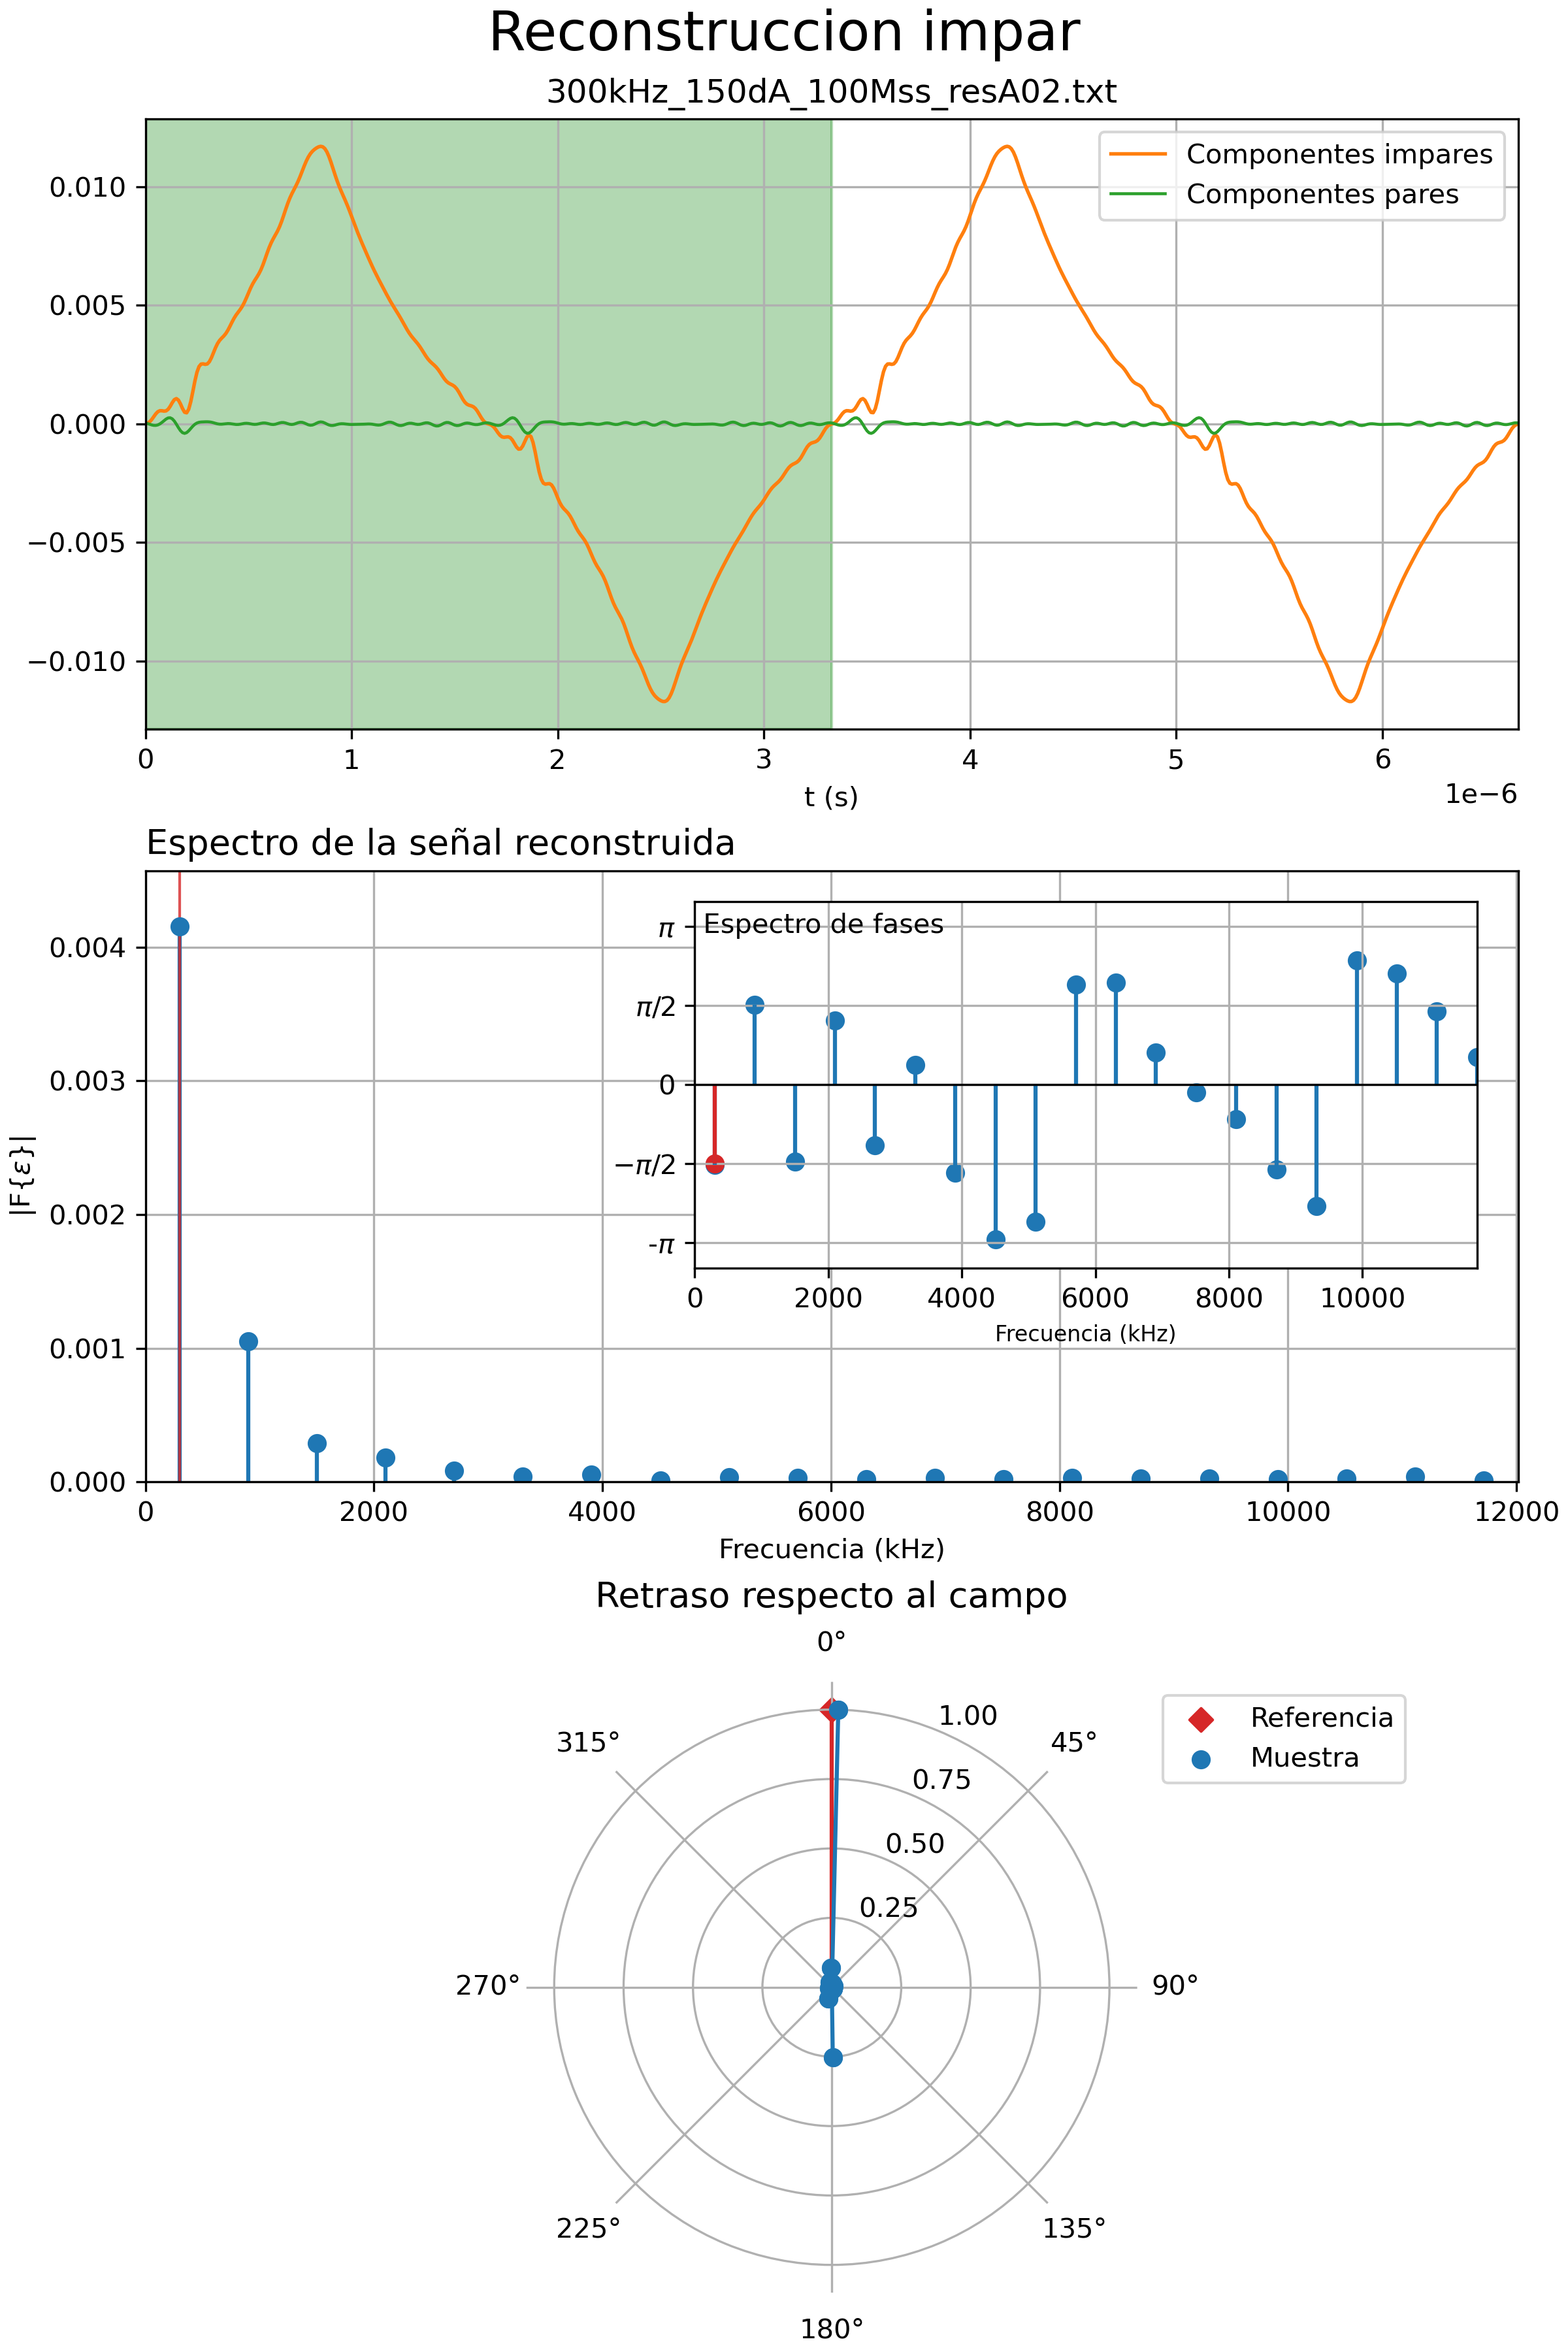 Reconstruccion impar
300kHz_150dA_100Mss_resA02.txt
Componentes impares
Componentes pares
0.010
0.005
0.000
−0.005
−0.010
0 1 2 3 4 5 6
t (s)
1e−6
Espectro de la señal reconstruida
|F{ε}|
0.004
0.003
0.002
0.001
0.000
Espectro de fases
π
π/2
0
−π/2
-π
0 2000 4000 6000 8000 10000
Frecuencia (kHz)
0 2000 4000 6000 8000 10000 12000
Frecuencia (kHz)
Retraso respecto al campo
0°
Referencia
Muestra
315°
45°
1.00
0.75
0.50
0.25
270°
90°
225°
135°
180°